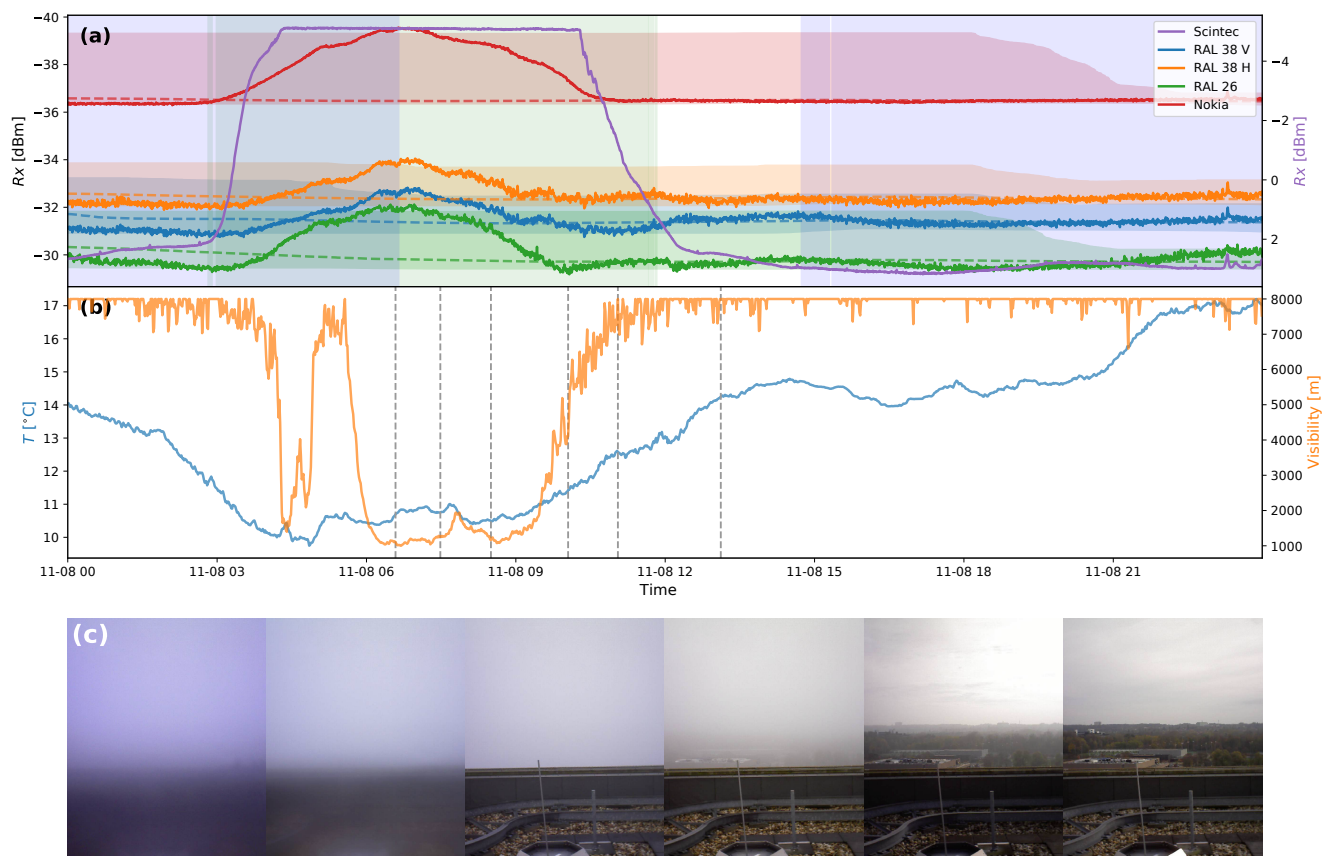 (a)
−40
−38
−36
−34
−32
−30
Rx [dBm]
−4
−2
0
2
Rx [dBm]
Scintec
RAL 38 V
RAL 38 H
RAL 26
Nokia
(b)
17
16
15
14
13
12
11
10
T [°C]
8000
7000
6000
5000
4000
3000
2000
1000
Visibility [m]
11-08 00
11-08 03
11-08 06
11-08 09
11-08 12
11-08 15
11-08 18
11-08 21
Time
(c)